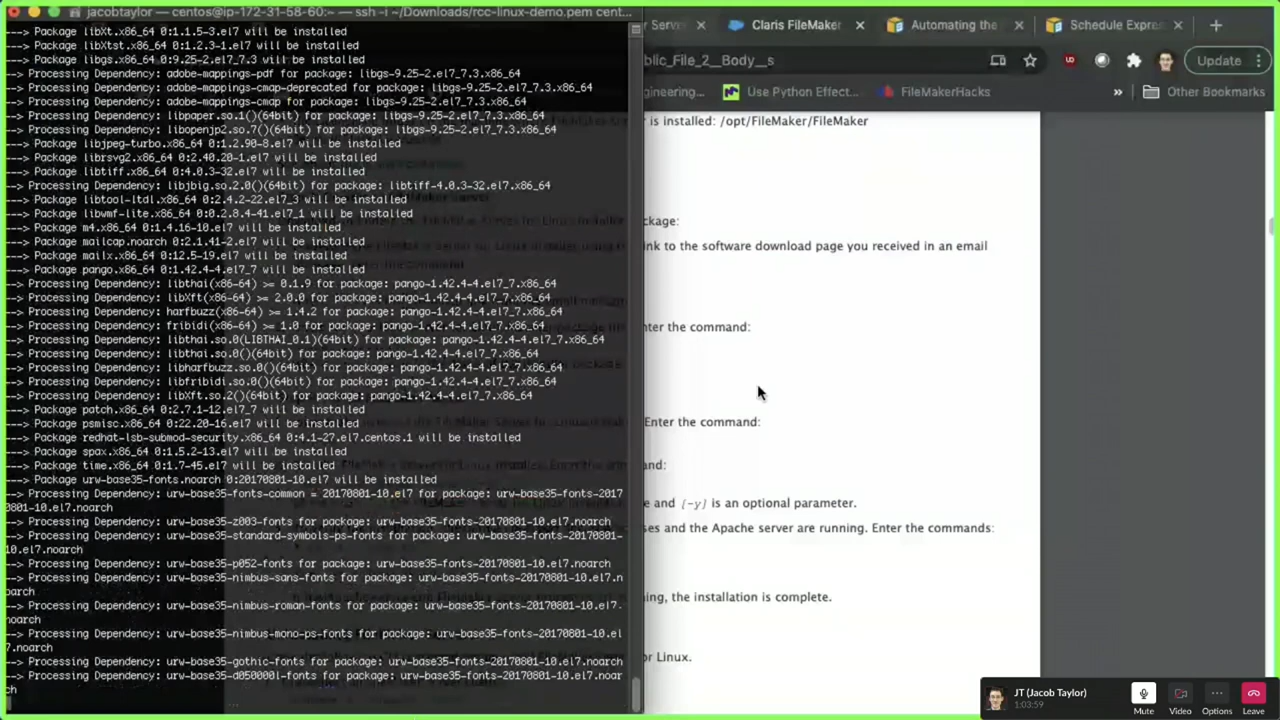 jacobtaylor — centos@ip-172-31-58-60:~ — ssh -i ~/Downloads/rcc-linux-demo.pem cent...
---> Package libXt.x86_64 0:1.1.5-3.el7 will be installed
---> Package libXtst.x86_64 0:1.2.3-1.el7 will be installed
---> Package libgs.x86_64 0:9.25-2.el7_7.3 will be installed
--> Processing Dependency: adobe-mappings-pdf for package: libgs-9.25-2.el7_7.3.x86_64
--> Processing Dependency: adobe-mappings-cmap-deprecated for package: libgs-9.25-2.el7_7.3.x86_64
--> Processing Dependency: adobe-mappings-cmap for package: libgs-9.25-2.el7_7.3.x86_64
--> Processing Dependency: libpaper.so.1()(64bit) for package: libgs-9.25-2.el7_7.3.x86_64
--> Processing Dependency: libopenjp2.so.7()(64bit) for package: libgs-9.25-2.el7_7.3.x86_64
---> Package libjpeg-turbo.x86_64 0:1.2.90-8.el7 will be installed
---> Package librsvg2.x86_64 0:2.40.20-1.el7 will be installed
---> Package libtiff.x86_64 0:4.0.3-32.el7 will be installed
--> Processing Dependency: libjbig.so.2.0()(64bit) for package: libtiff-4.0.3-32.el7.x86_64
---> Package libtool-ltdl.x86_64 0:2.4.2-22.el7_3 will be installed
---> Package libwmf-lite.x86_64 0:0.2.8.4-41.el7_1 will be installed
---> Package m4.x86_64 0:1.4.16-10.el7 will be installed
---> Package mailcap.noarch 0:2.1.41-2.el7 will be installed
---> Package mailx.x86_64 0:12.5-19.el7 will be installed
---> Package pango.x86_64 0:1.42.4-4.el7_7 will be installed
--> Processing Dependency: libthai(x86-64) >= 0.1.9 for package: pango-1.42.4-4.el7_7.x86_64
--> Processing Dependency: libXft(x86-64) >= 2.0.0 for package: pango-1.42.4-4.el7_7.x86_64
--> Processing Dependency: harfbuzz(x86-64) >= 1.4.2 for package: pango-1.42.4-4.el7_7.x86_64
--> Processing Dependency: fribidi(x86-64) >= 1.0 for package: pango-1.42.4-4.el7_7.x86_64
--> Processing Dependency: libthai.so.0(LIBTHAI_0.1)(64bit) for package: pango-1.42.4-4.el7_7.x86_64
--> Processing Dependency: libthai.so.0()(64bit) for package: pango-1.42.4-4.el7_7.x86_64
--> Processing Dependency: libharfbuzz.so.0()(64bit) for package: pango-1.42.4-4.el7_7.x86_64
--> Processing Dependency: libfribidi.so.0()(64bit) for package: pango-1.42.4-4.el7_7.x86_64
--> Processing Dependency: libXft.so.2()(64bit) for package: pango-1.42.4-4.el7_7.x86_64
---> Package patch.x86_64 0:2.7.1-12.el7_7 will be installed
---> Package psmisc.x86_64 0:22.20-16.el7 will be installed
---> Package redhat-lsb-submod-security.x86_64 0:4.1-27.el7.centos.1 will be installed
---> Package spax.x86_64 0:1.5.2-13.el7 will be installed
---> Package time.x86_64 0:1.7-45.el7 will be installed
---> Package urw-base35-fonts.noarch 0:20170801-10.el7 will be installed
--> Processing Dependency: urw-base35-fonts-common = 20170801-10.el7 for package: urw-base35-fonts-2017
0801-10.el7.noarch
--> Processing Dependency: urw-base35-z003-fonts for package: urw-base35-fonts-20170801-10.el7.noarch
--> Processing Dependency: urw-base35-standard-symbols-ps-fonts for package: urw-base35-fonts-20170801-
10.el7.noarch
--> Processing Dependency: urw-base35-p052-fonts for package: urw-base35-fonts-20170801-10.el7.noarch
--> Processing Dependency: urw-base35-nimbus-sans-fonts for package: urw-base35-fonts-20170801-10.el7.n
oarch
--> Processing Dependency: urw-base35-nimbus-roman-fonts for package: urw-base35-fonts-20170801-10.el7.
noarch
--> Processing Dependency: urw-base35-nimbus-mono-ps-fonts for package: urw-base35-fonts-20170801-10.el
7.noarch
--> Processing Dependency: urw-base35-gothic-fonts for package: urw-base35-fonts-20170801-10.el7.noarch
--> Processing Dependency: urw-base35-d050000l-fonts for package: urw-base35-fonts-20170801-10.el7.noar
ch
r Serve
Claris FileMaker
Automating the
Schedule Expre
blic_File_2__Body__s
Update
ngineering...
Use Python Effect...
FileMakerHacks
»
Other Bookmarks
r is installed: /opt/FileMaker/FileMaker
ckage:
ink to the software download page you received in an email
nter the command:
Enter the command:
nd:
e and [-y] is an optional parameter.
ses and the Apache server are running. Enter the commands:
ning, the installation is complete.
or Linux.
JT (Jacob Taylor)
1:03:59
Mute
Video
Options
Leave